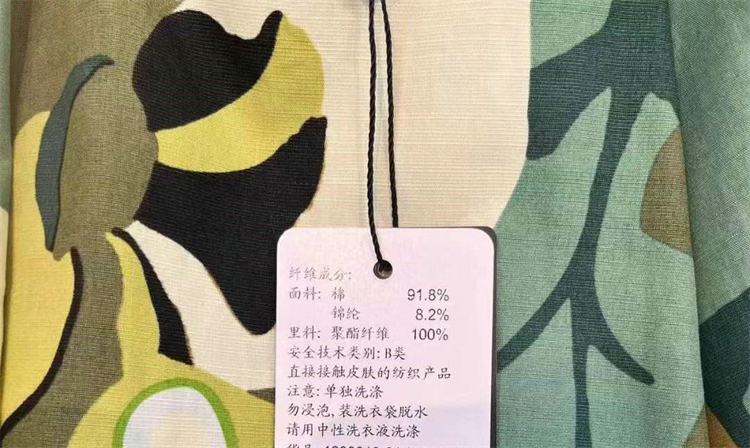 纤维成分:
面料: 棉 91.8%
锦纶 8.2%
里料: 聚酯纤维 100%
安全技术类别: B类
直接接触皮肤的纺织产品
注意: 单独洗涤
勿浸泡,装洗衣袋脱水
请用中性洗衣液洗涤